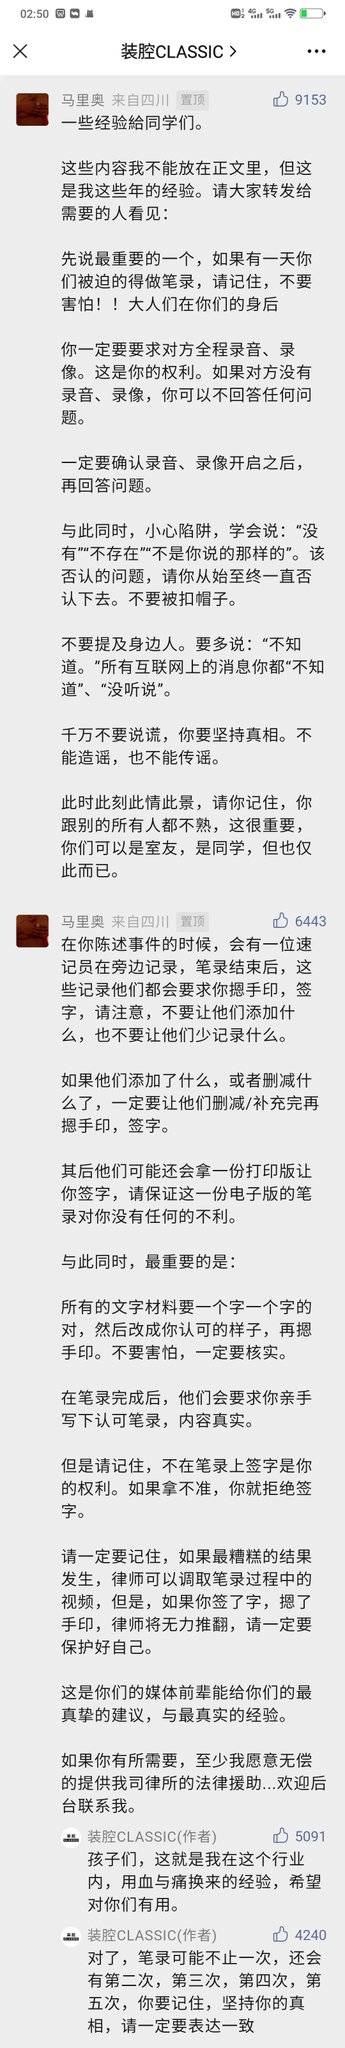 02:50
装腔CLASSIC >
马里奥 来自四川 置顶 9153
一些经验給同学们。
这些内容我不能放在正文里，但这
是我这些年的经验。请大家转发给
需要的人看见：
先说最重要的一个，如果有一天你
们被迫的得做笔录，请记住，不要
害怕！！大人们在你们的身后
你一定要要求对方全程录音、录
像。这是你的权利。如果对方没有
录音、录像，你可以不回答任何问
题。
一定要确认录音、录像开启之后，
再回答问题。
与此同时，小心陷阱，学会说：“没
有”“不存在”“不是你说的那样的”。该
否认的问题，请你从始至终一直否
认下去。不要被扣帽子。
不要提及身边人。要多说：“不知
道。”所有互联网上的消息你都“不知
道”、“没听说”。
千万不要说谎，你要坚持真相。不
能造谣，也不能传谣。
此时此刻此情此景，请你记住，你
跟别的所有人都不熟，这很重要，
你们可以是室友，是同学，但也仅
此而已。
马里奥 来自四川 置顶 6443
在你陈述事件的时候，会有一位速
记员在旁边记录，笔录结束后，这
些记录他们都会要求你摁手印，签
字，请注意，不要让他们添加什
么，也不要让他们少记录什么。
如果他们添加了什么，或者删减什
么了，一定要让他们删减/补充完再
摁手印，签字。
其后他们可能还会拿一份打印版让
你签字，请保证这一份电子版的笔
录对你没有任何的不利。
与此同时，最重要的是：
所有的文字材料要一个字一个字的
对，然后改成你认可的样子，再摁
手印。不要害怕，一定要核实。
在笔录完成后，他们会要求你亲手
写下认可笔录，内容真实。
但是请记住，不在笔录上签字是你
的权利。如果拿不准，你就拒绝签
字。
请一定要记住，如果最糟糕的结果
发生，律师可以调取笔录过程中的
视频，但是，如果你签了字，摁了
手印，律师将无力推翻，请一定要
保护好自己。
这是你们的媒体前辈能给你们的最
真挚的建议，与最真实的经验。
如果你有所需要，至少我愿意无偿
的提供我司律所的法律援助...欢迎后
台联系我。
装腔CLASSIC(作者) 5091
孩子们，这就是我在这个行业
内，用血与痛换来的经验，希望
对你们有用。
装腔CLASSIC(作者) 4240
对了，笔录可能不止一次，还会
有第二次，第三次，第四次，第
五次，你要记住，坚持你的真
相，请一定要表达一致